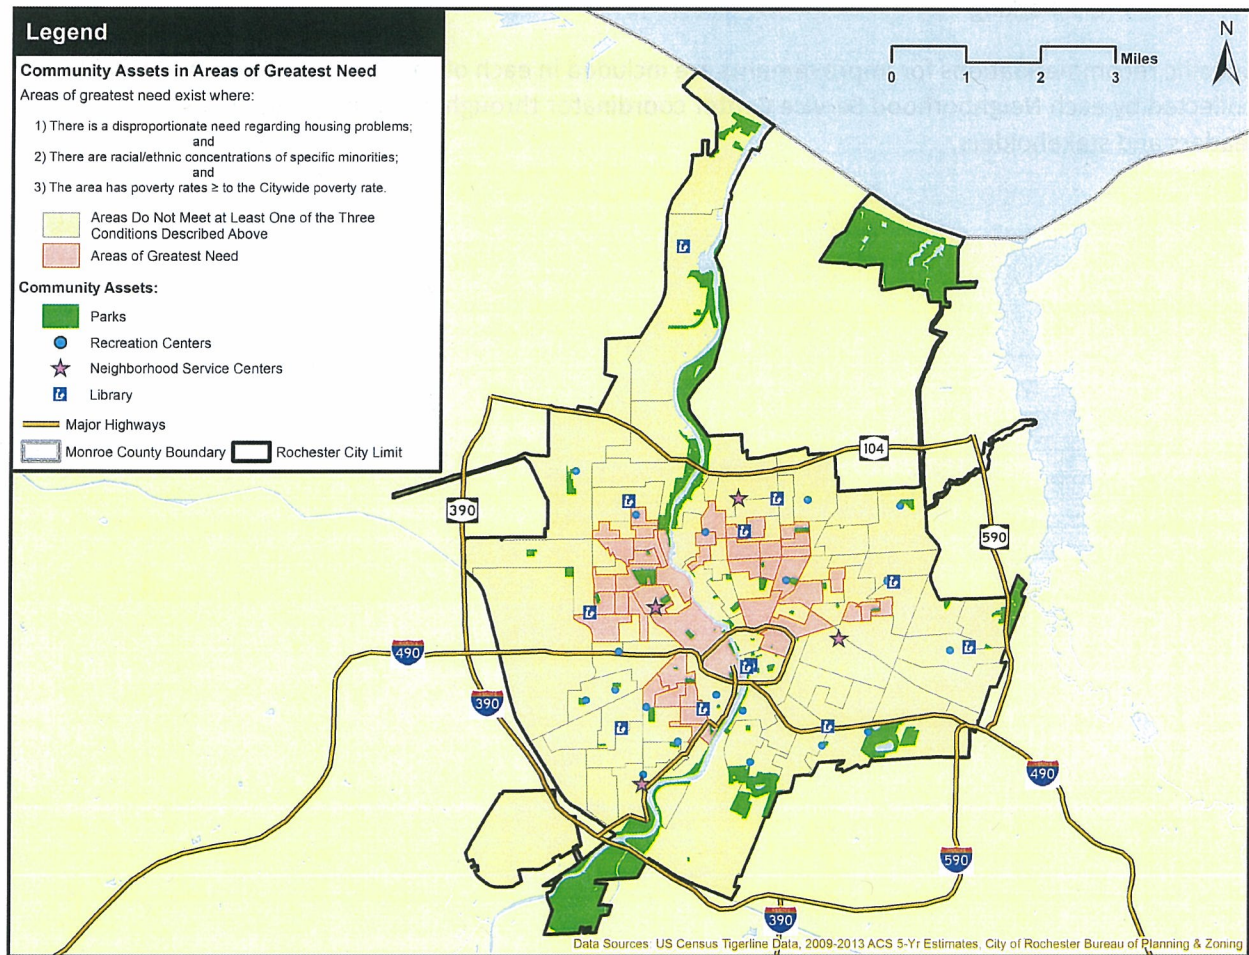 Legend
Community Assets in Areas of Greatest Need
Areas of greatest need exist where:
1) There is a disproportionate need regarding housing problems;
and
2) There are racial/ethnic concentrations of specific minorities;
and
3) The area has poverty rates ≥ to the Citywide poverty rate.
Areas Do Not Meet at Least One of the Three
Conditions Described Above
Areas of Greatest Need
Community Assets:
Parks
Recreation Centers
Neighborhood Service Centers
Library
Major Highways
Monroe County Boundary
Rochester City Limit
N
Miles
0 1 2 3
104
390
590
490
390
490
590
390
Data Sources: US Census Tigerline Data, 2009-2013 ACS 5-Yr Estimates, City of Rochester Bureau of Planning & Zoning